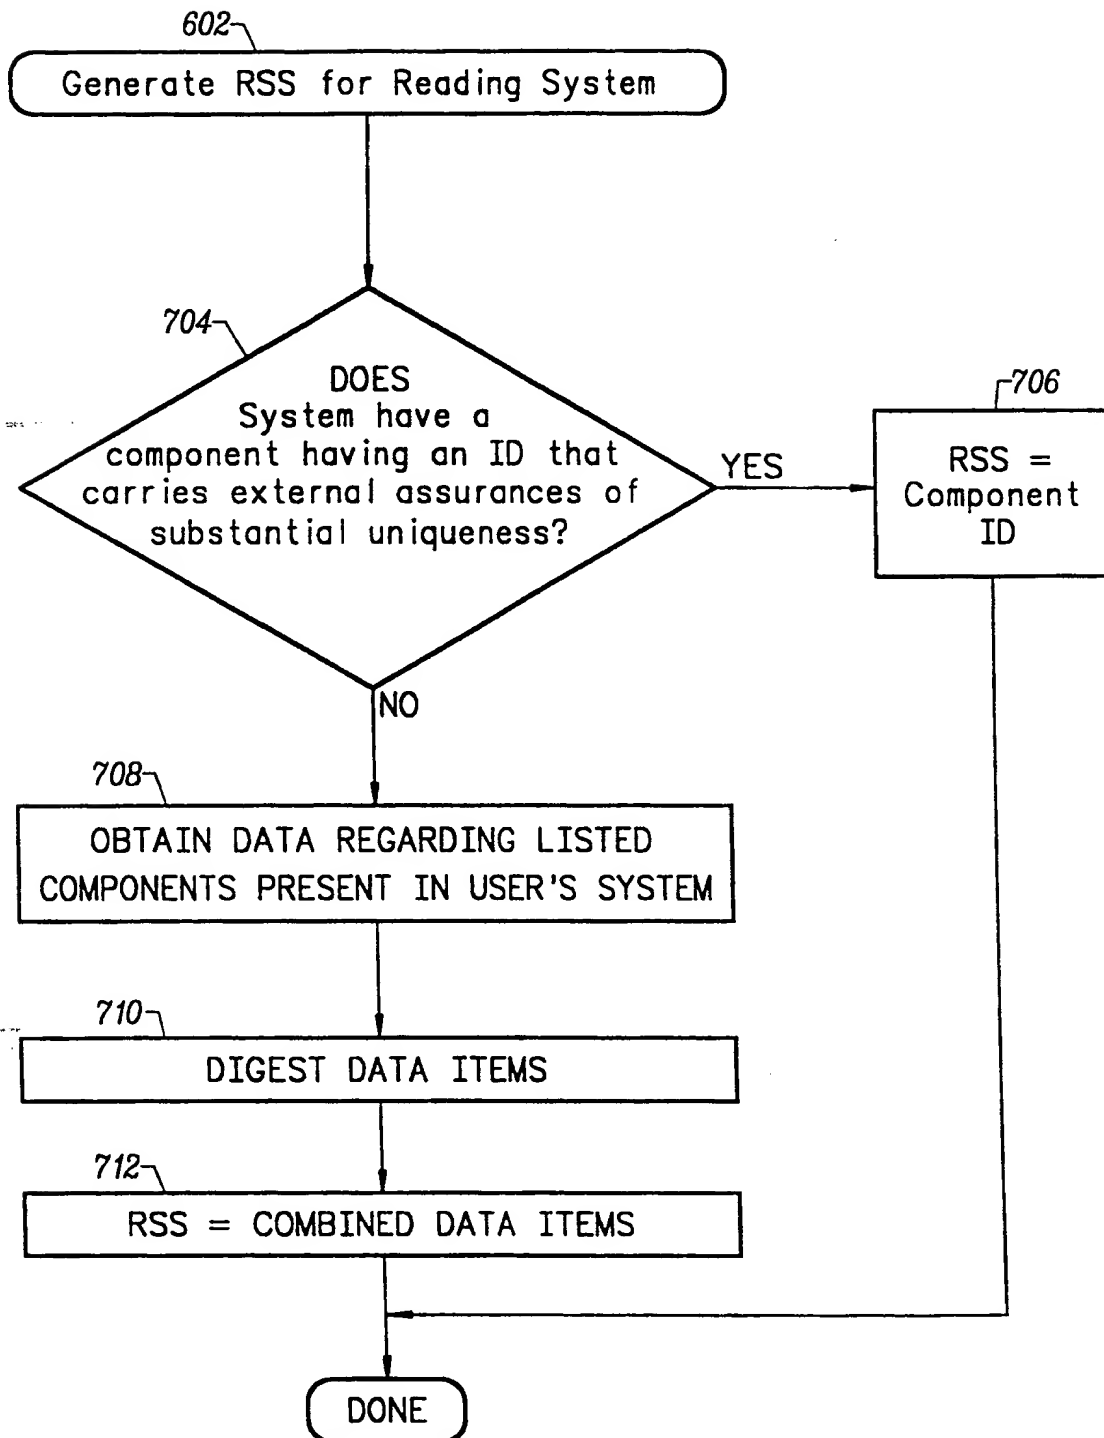 602
Generate RSS for Reading System
704
DOES
System have a
component having an ID that
carries external assurances of
substantial uniqueness?
YES
706
RSS =
Component
ID
NO
708
OBTAIN DATA REGARDING LISTED
COMPONENTS PRESENT IN USER'S SYSTEM
710
DIGEST DATA ITEMS
712
RSS = COMBINED DATA ITEMS
DONE